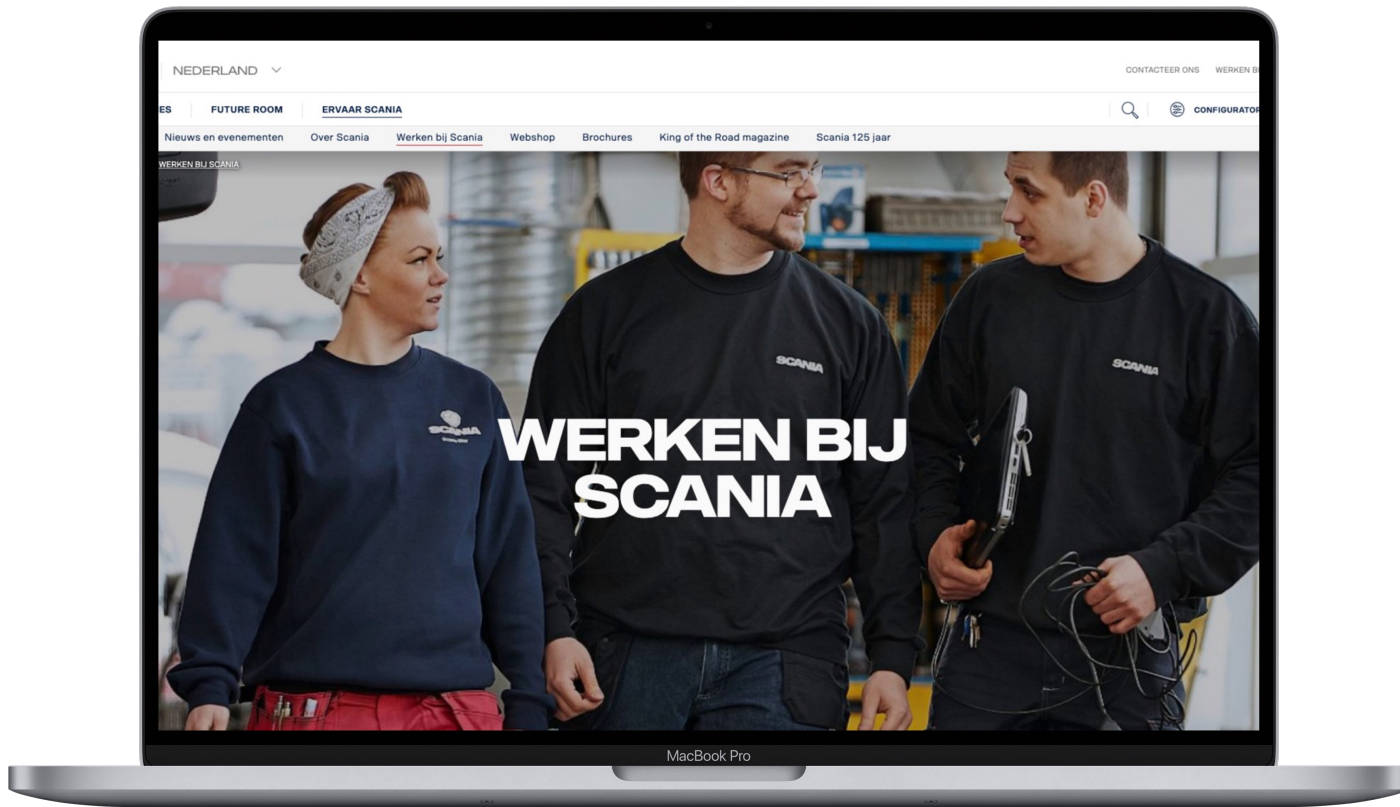 NEDERLAND
CONTACTEER ONS WERKEN BI
ES FUTURE ROOM ERVAAR SCANIA CONFIGURATOR
Nieuws en evenementen Over Scania Werken bij Scania Webshop Brochures King of the Road magazine Scania 125 jaar
WERKEN BIJ SCANIA
SCANIA
SCANIA
SCANIA
WERKEN BIJ
SCANIA
MacBook Pro